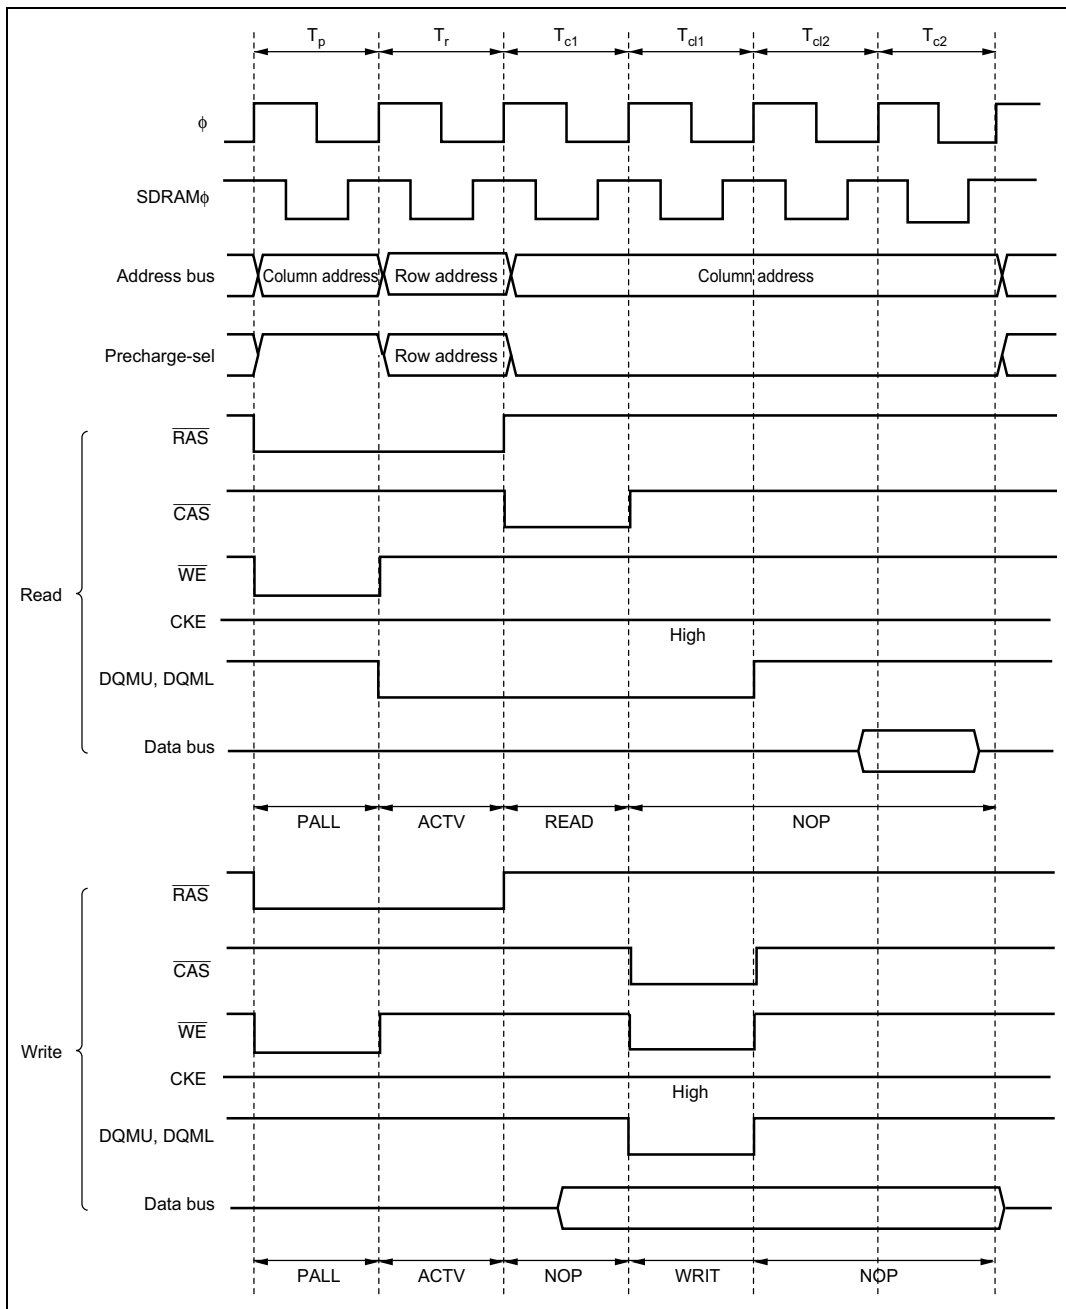 Tp Tr Tc1 Tcl1 Tcl2 Tc2
ϕ
SDRAMϕ
Address bus Column address Row address Column address
Precharge-sel Row address
RAS
CAS
WE
Read
CKE High
DQMU, DQML
Data bus
PALL ACTV READ NOP
RAS
CAS
WE
Write
CKE High
DQMU, DQML
Data bus
PALL ACTV NOP WRIT NOP